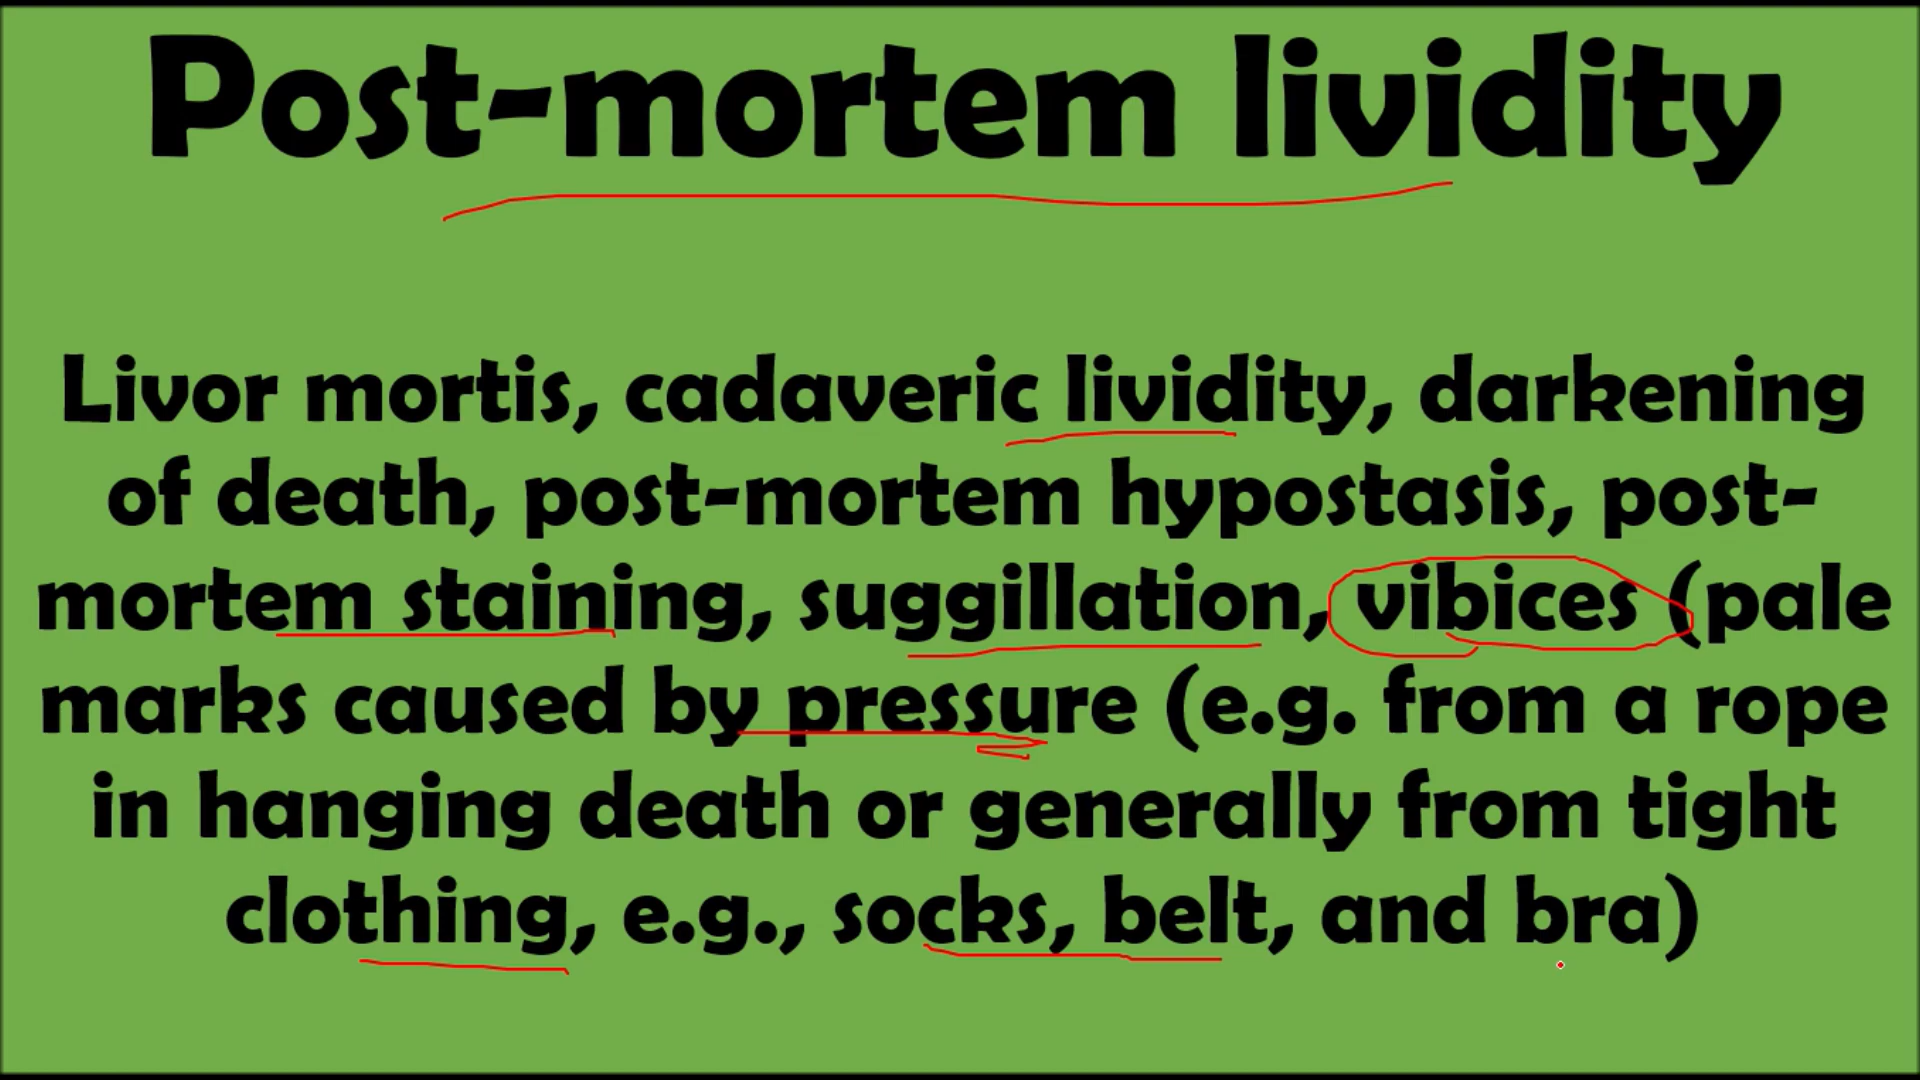 Post-mortem lividity
Livor mortis, cadaveric lividity, darkening
of death, post-mortem hypostasis, post-
mortem staining, suggillation, vibices (pale
marks caused by pressure (e.g. from a rope
in hanging death or generally from tight
clothing, e.g., socks, belt, and bra)